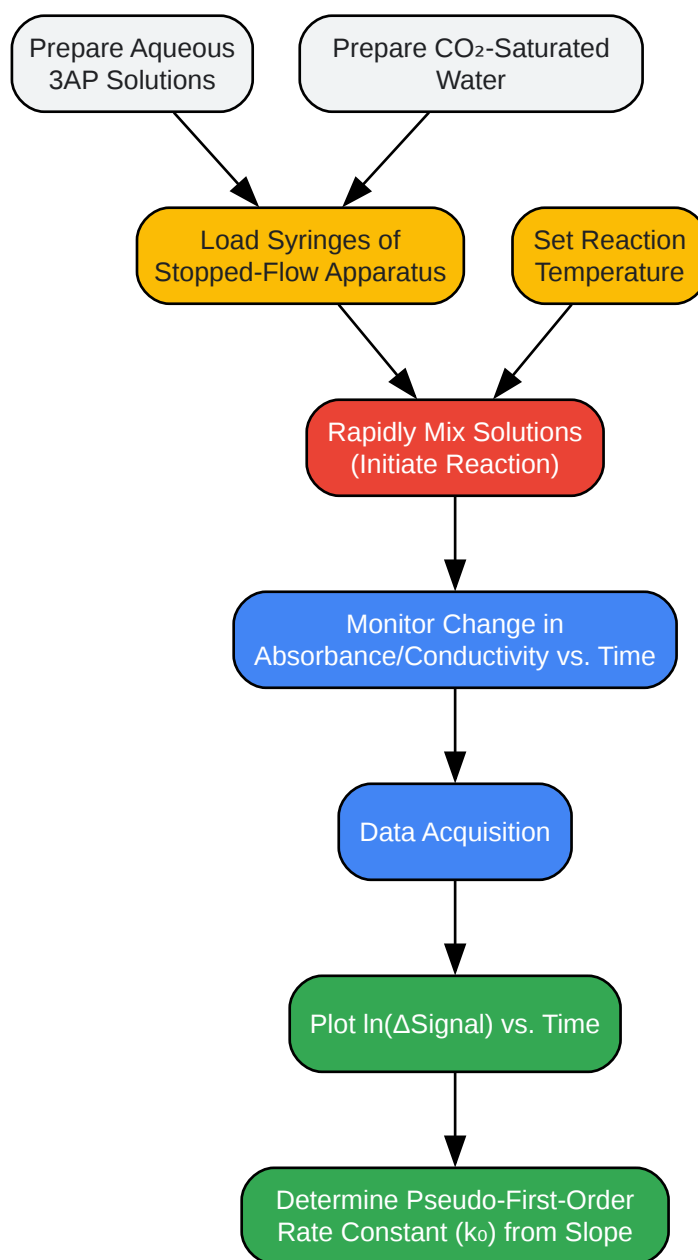 Prepare Aqueous
3AP Solutions
Prepare CO₂-Saturated
Water
Load Syringes of
Stopped-Flow Apparatus
Set Reaction
Temperature
Rapidly Mix Solutions
(Initiate Reaction)
Monitor Change in
Absorbance/Conductivity vs. Time
Data Acquisition
Plot ln(ΔSignal) vs. Time
Determine Pseudo-First-Order
Rate Constant (k₀) from Slope